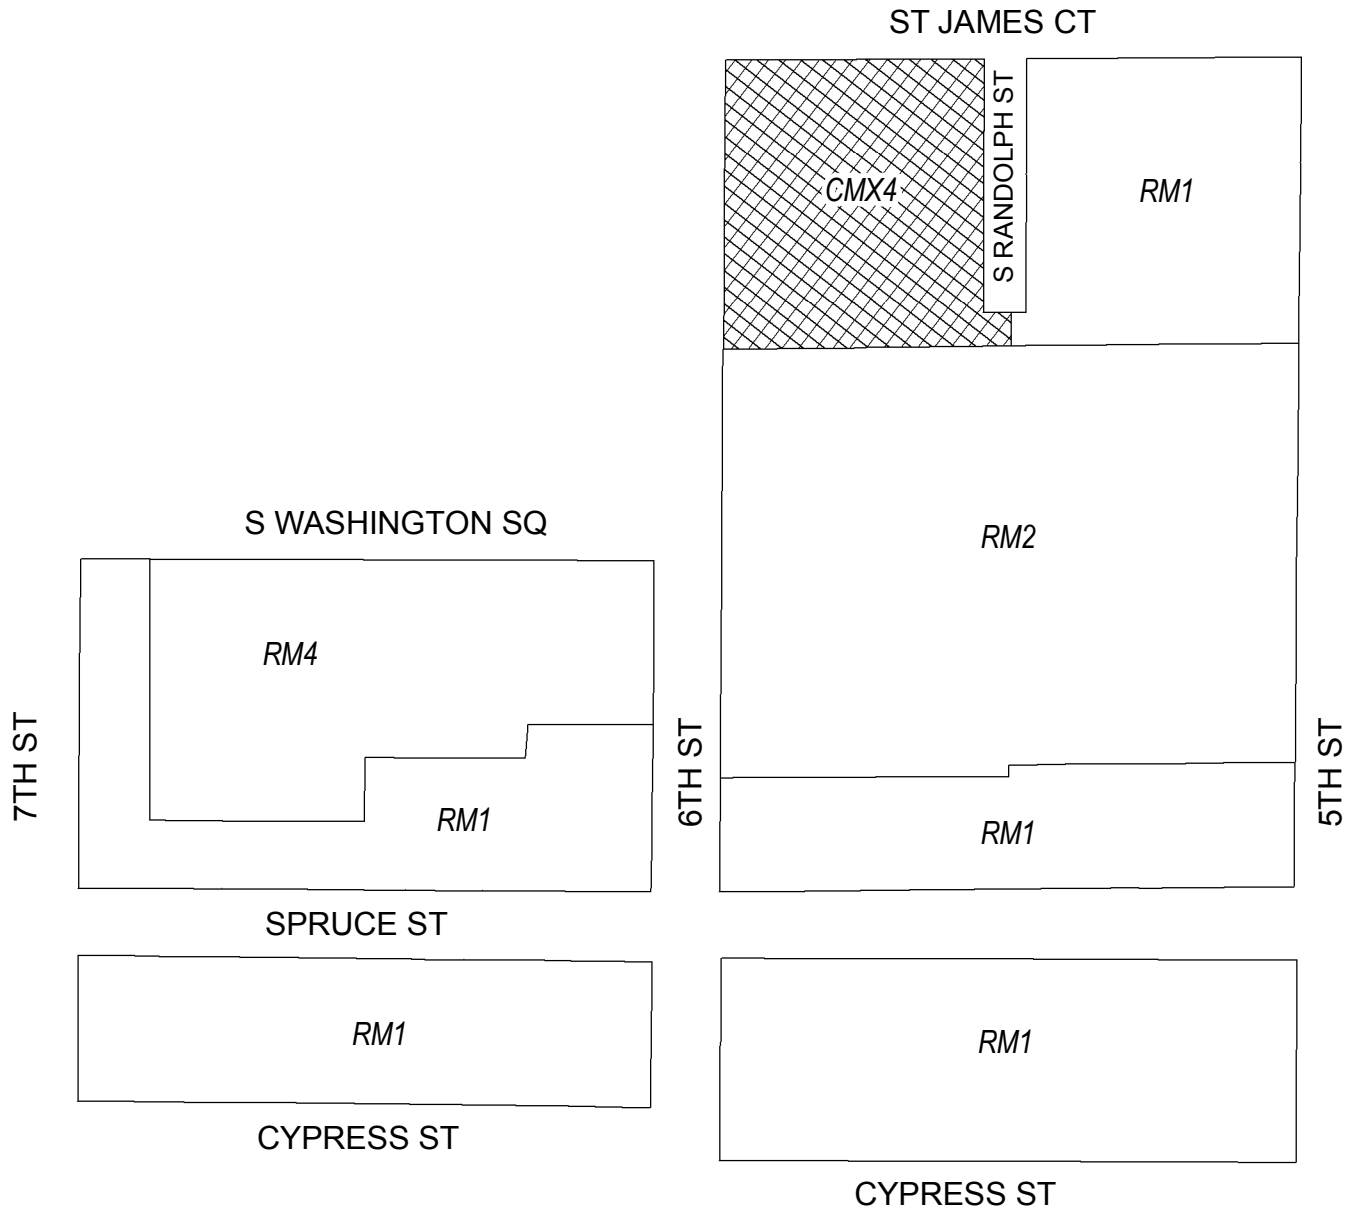 ST JAMES CT
S RANDOLPH ST
CMX4
RM1
RM2
S WASHINGTON SQ
RM4
7TH ST
6TH ST
5TH ST
RM1
RM1
SPRUCE ST
RM1
RM1
CYPRESS ST
CYPRESS ST